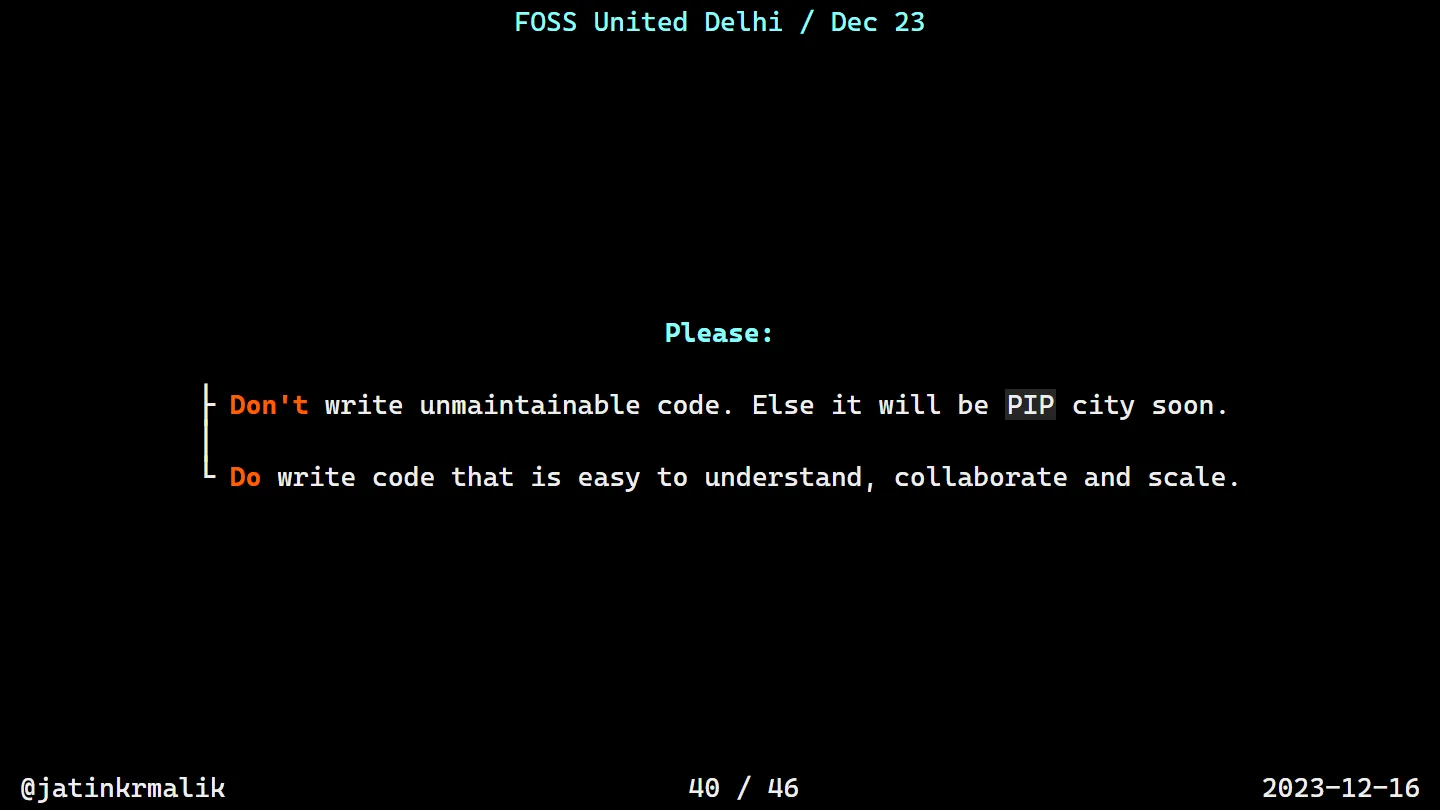 FOSS United Delhi / Dec 23
Please:
├ Don't write unmaintainable code. Else it will be PIP city soon.
│
└ Do write code that is easy to understand, collaborate and scale.
@jatinkrmalik 40 / 46 2023-12-16